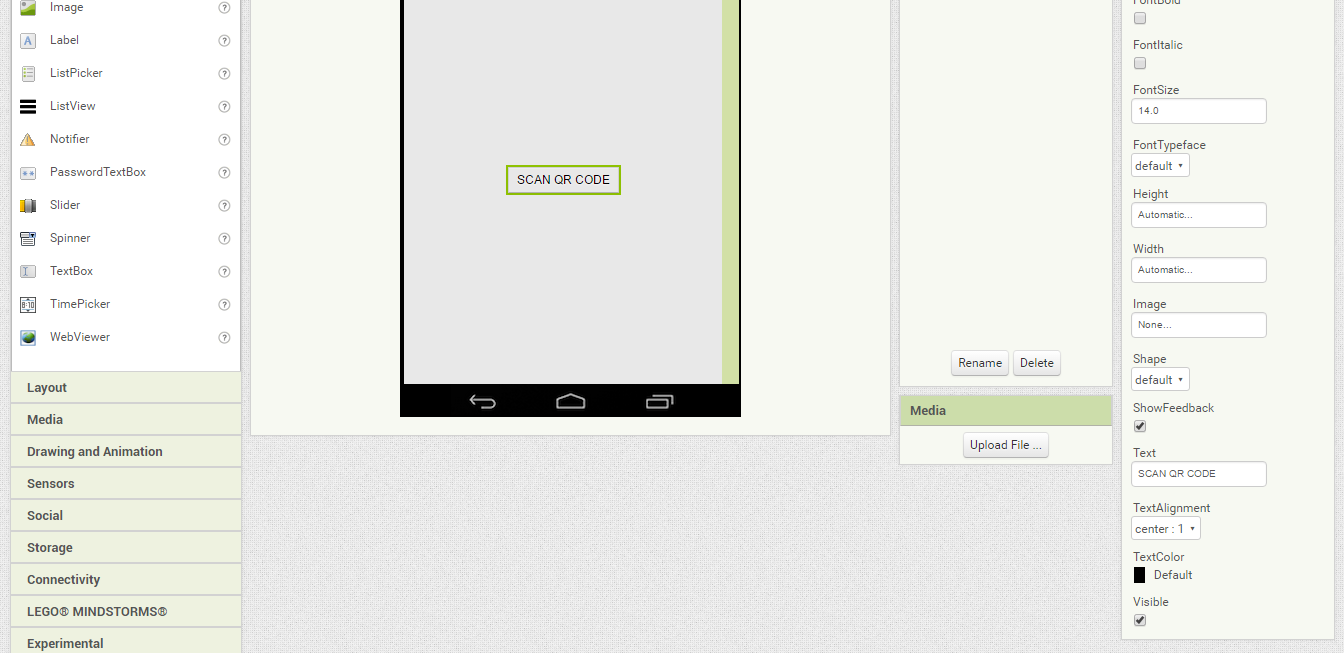 Image
?
Label
?
ListPicker
?
ListView
?
Notifier
?
PasswordTextBox
?
Slider
?
Spinner
?
TextBox
?
TimePicker
?
WebViewer
?
Layout
Media
Drawing and Animation
Sensors
Social
Storage
Connectivity
LEGO® MINDSTORMS®
Experimental
SCAN QR CODE
Rename
Delete
Media
Upload File ...
FontBold
FontItalic
FontSize
14.0
FontTypeface
default
Height
Automatic...
Width
Automatic...
Image
None...
Shape
default
ShowFeedback
Text
SCAN QR CODE
TextAlignment
center : 1
TextColor
Default
Visible